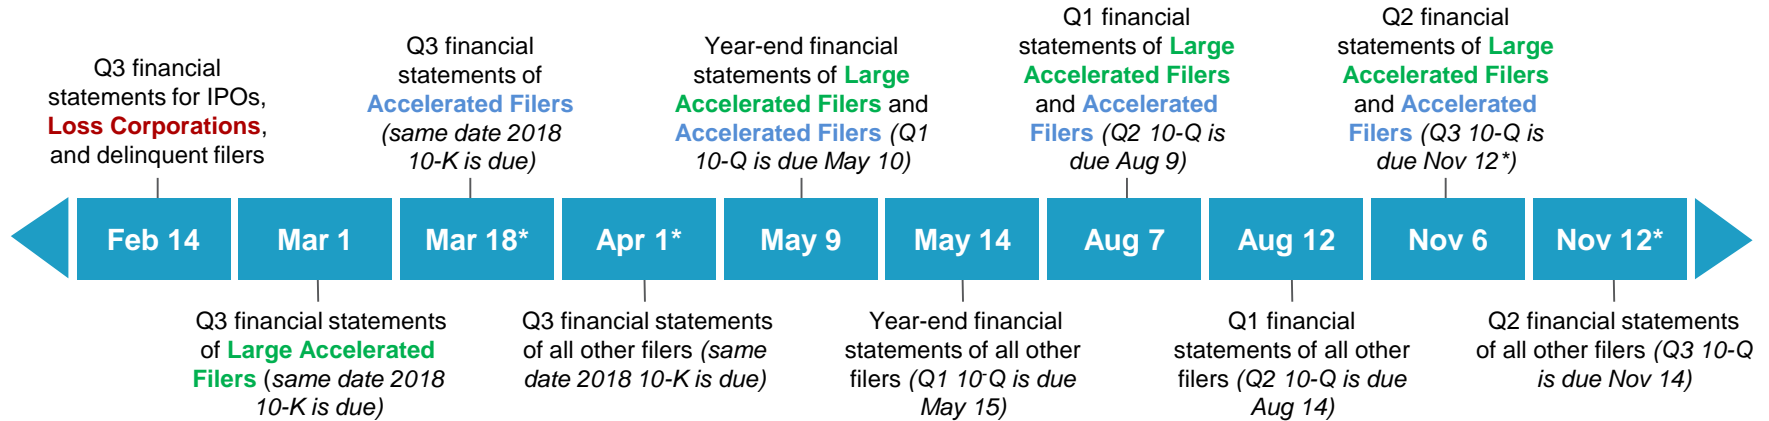 Q3 financial
statements for IPOs,
Loss Corporations,
and delinquent filers
Q3 financial
statements of
Accelerated Filers
(same date 2018
10-K is due)
Year-end financial
statements of Large
Accelerated Filers and
Accelerated Filers (Q1
10-Q is due May 10)
Q1 financial
statements of Large
Accelerated Filers
and Accelerated
Filers (Q2 10-Q is
due Aug 9)
Q2 financial
statements of Large
Accelerated Filers
and Accelerated
Filers (Q3 10-Q is
due Nov 12*)
Feb 14
Mar 1
Mar 18*
Apr 1*
May 9
May 14
Aug 7
Aug 12
Nov 6
Nov 12*
Q3 financial statements
of Large Accelerated
Filers (same date 2018
10-K is due)
Q3 financial statements
of all other filers (same
date 2018 10-K is due)
Year-end financial
statements of all other
filers (Q1 10-Q is due
May 15)
Q1 financial
statements of all other
filers (Q2 10-Q is due
Aug 14)
Q2 financial statements
of all other filers (Q3 10-Q
is due Nov 14)